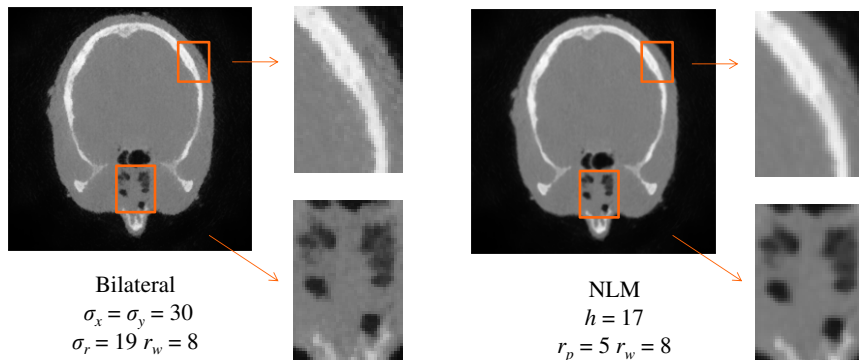 Bilateral
σx = σy = 30
σr = 19 rw = 8
NLM
h = 17
rp = 5 rw = 8